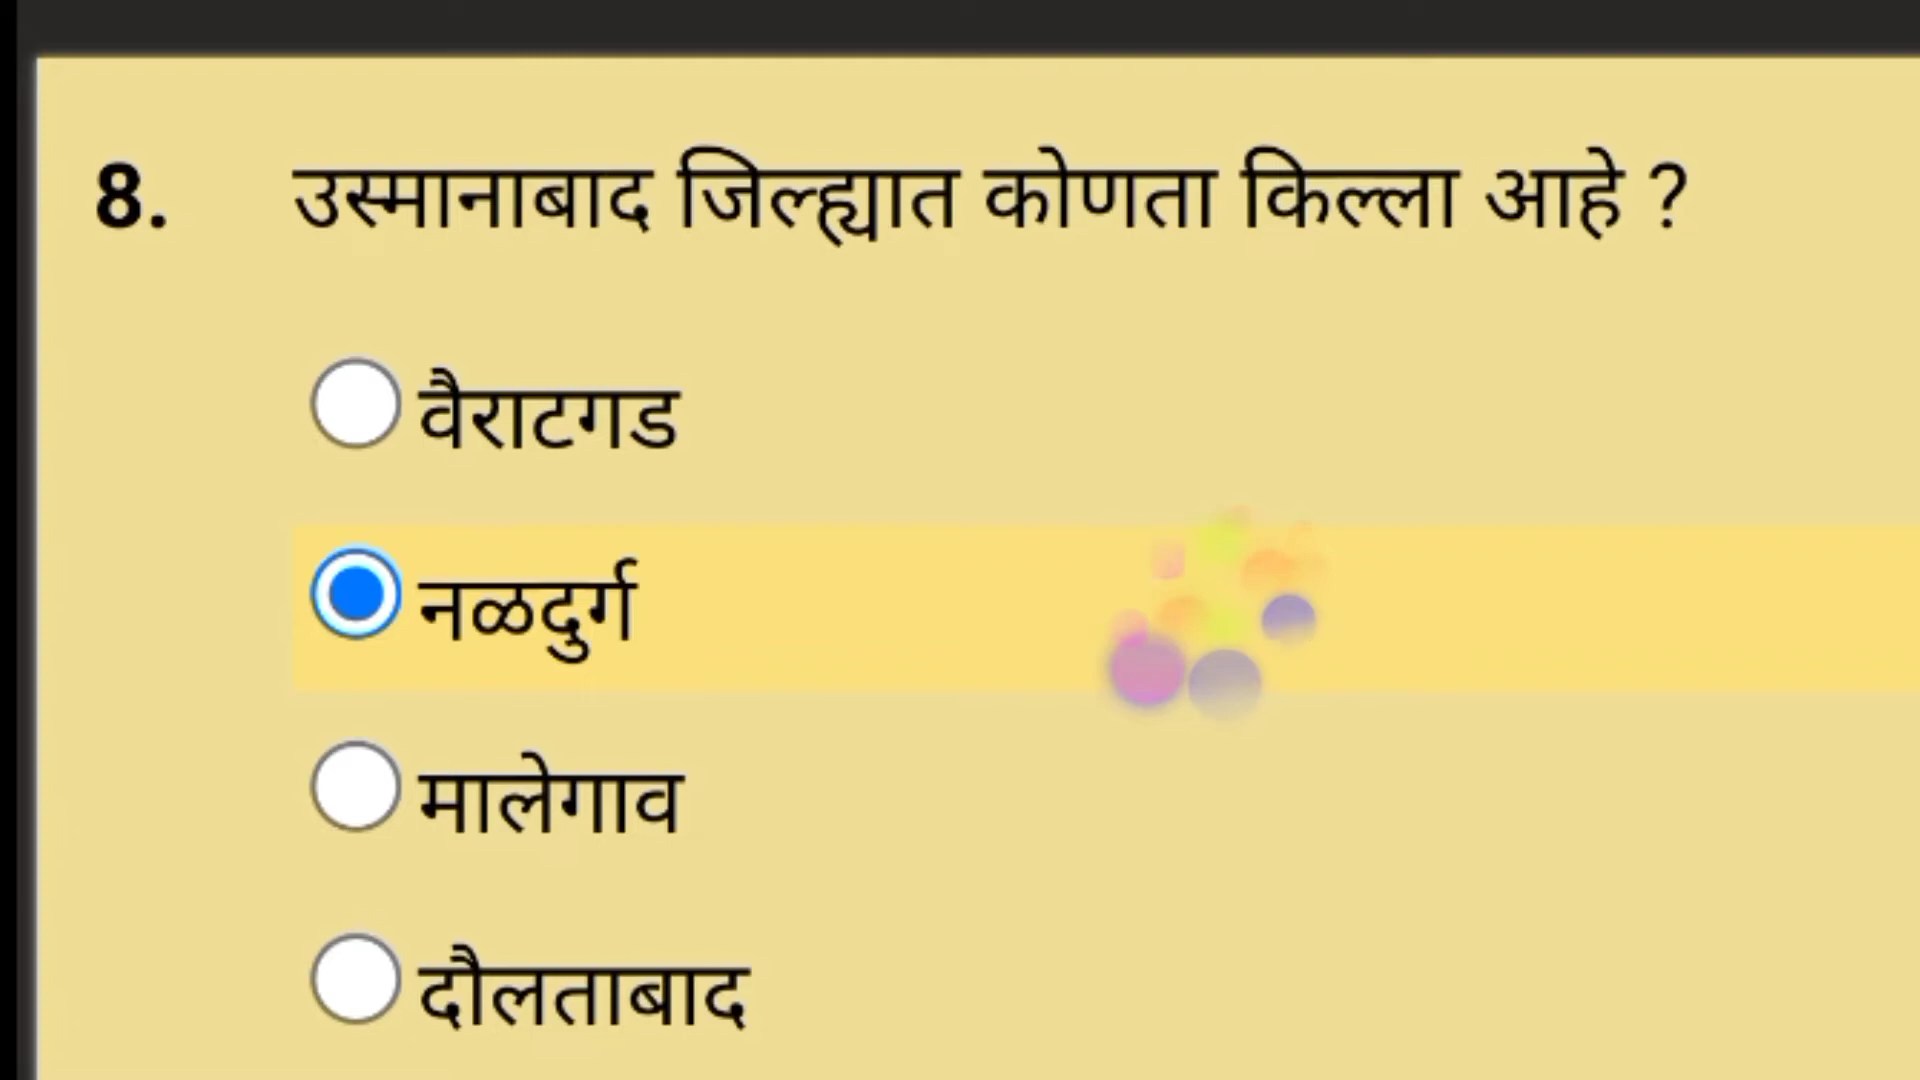 8. उस्मानाबाद जिल्ह्यात कोणता किल्ला आहे ?
वैराटगड
नळदुर्ग
मालेगाव
दौलताबाद